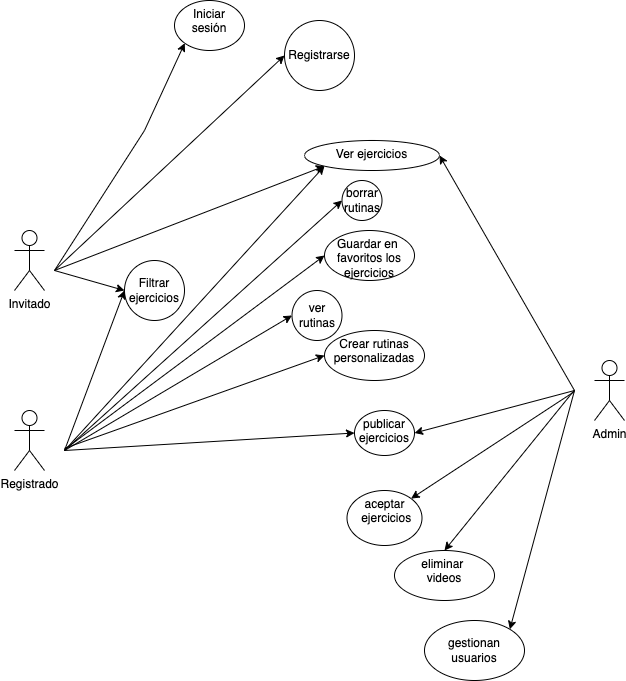 Iniciar
sesión
Registrarse
Ver ejercicios
borrar
rutinas
Guardar en
favoritos los
ejercicios
Invitado
Filtrar
ejercicios
ver
rutinas
Crear rutinas
personalizadas
publicar
ejercicios
Admin
Registrado
aceptar
ejercicios
eliminar
videos
gestionan
usuarios